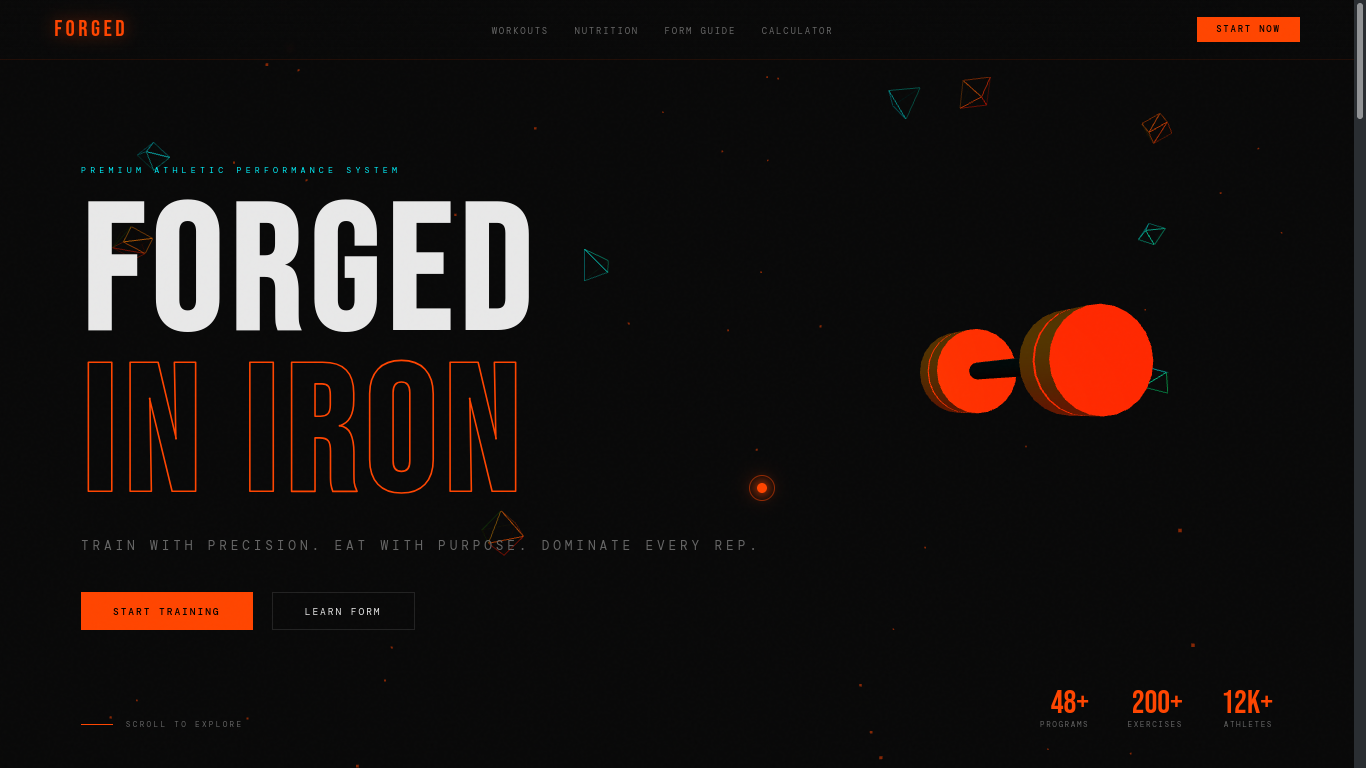 FORGED
WORKOUTS NUTRITION FORM GUIDE CALCULATOR
START NOW
PREMIUM ATHLETIC PERFORMANCE SYSTEM
FORGED
IN IRON
TRAIN WITH PRECISION. EAT WITH PURPOSE. DOMINATE EVERY REP.
START TRAINING
LEARN FORM
SCROLL TO EXPLORE
48+ 200+ 12K+
PROGRAMS EXERCISES ATHLETES